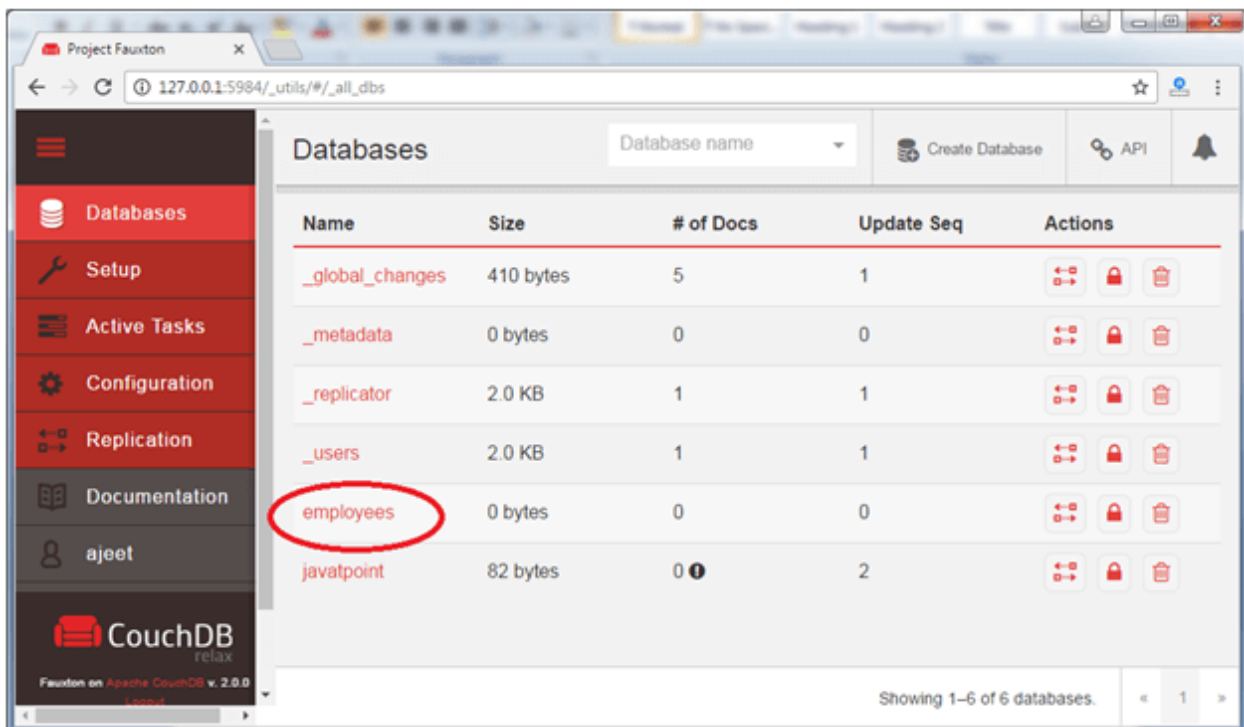 Project Fauxton
127.0.0.1:5984/_utils/#/_all_dbs
Databases
Database name
Create Database
API
Databases
Setup
Active Tasks
Configuration
Replication
Documentation
ajeet
CouchDB
relax
Fauxton on Apache CouchDB v. 2.0.0
Logout
Name Size # of Docs Update Seq Actions
_global_changes 410 bytes 5 1
_metadata 0 bytes 0 0
_replicator 2.0 KB 1 1
_users 2.0 KB 1 1
employees 0 bytes 0 0
javatpoint 82 bytes 0 2
Showing 1–6 of 6 databases.
« 1 »